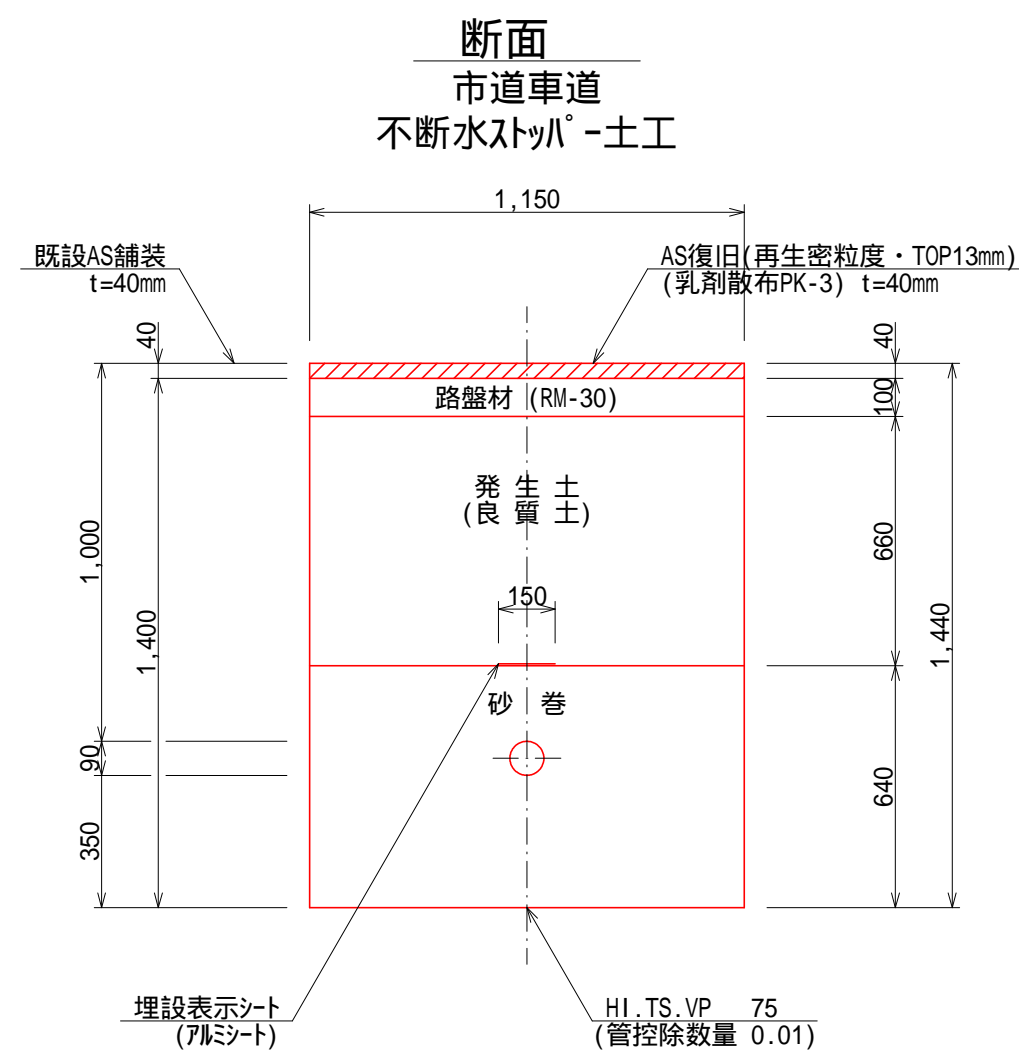 断面
市道車道
不断水ストッパー土工
1,150
既設AS舗装
t=40mm
AS復旧(再生密粒度・TOP13mm)
(乳剤散布PK-3) t=40mm
40
40
路盤材 (RM-30)
100
発 生 土
(良 質 土)
1,000
660
150
1,400
1,440
砂 巻
90
640
350
埋設表示シート
(アルミシート)
HI.TS.VP 75
(管控除数量 0.01)